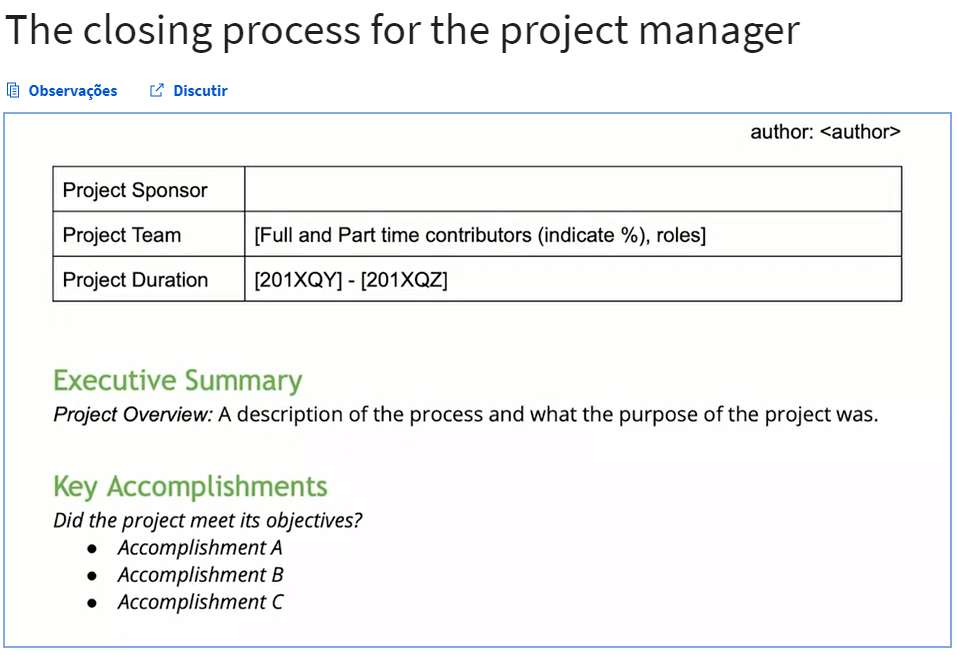 The closing process for the project manager
Observações Discutir
author: <author>
Project Sponsor
Project Team [Full and Part time contributors (indicate %), roles]
Project Duration [201XQY] - [201XQZ]
Executive Summary
Project Overview: A description of the process and what the purpose of the project was.
Key Accomplishments
Did the project meet its objectives?
● Accomplishment A
● Accomplishment B
● Accomplishment C